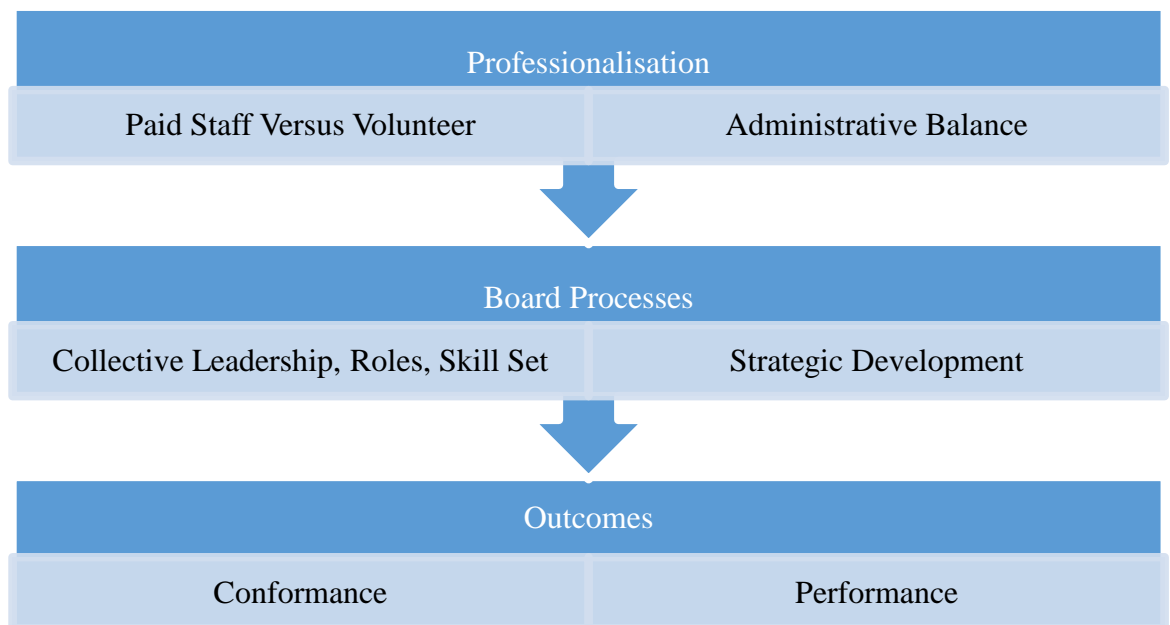 Professionalisation
Paid Staff Versus Volunteer
Administrative Balance
Board Processes
Collective Leadership, Roles, Skill Set
Strategic Development
Outcomes
Conformance
Performance